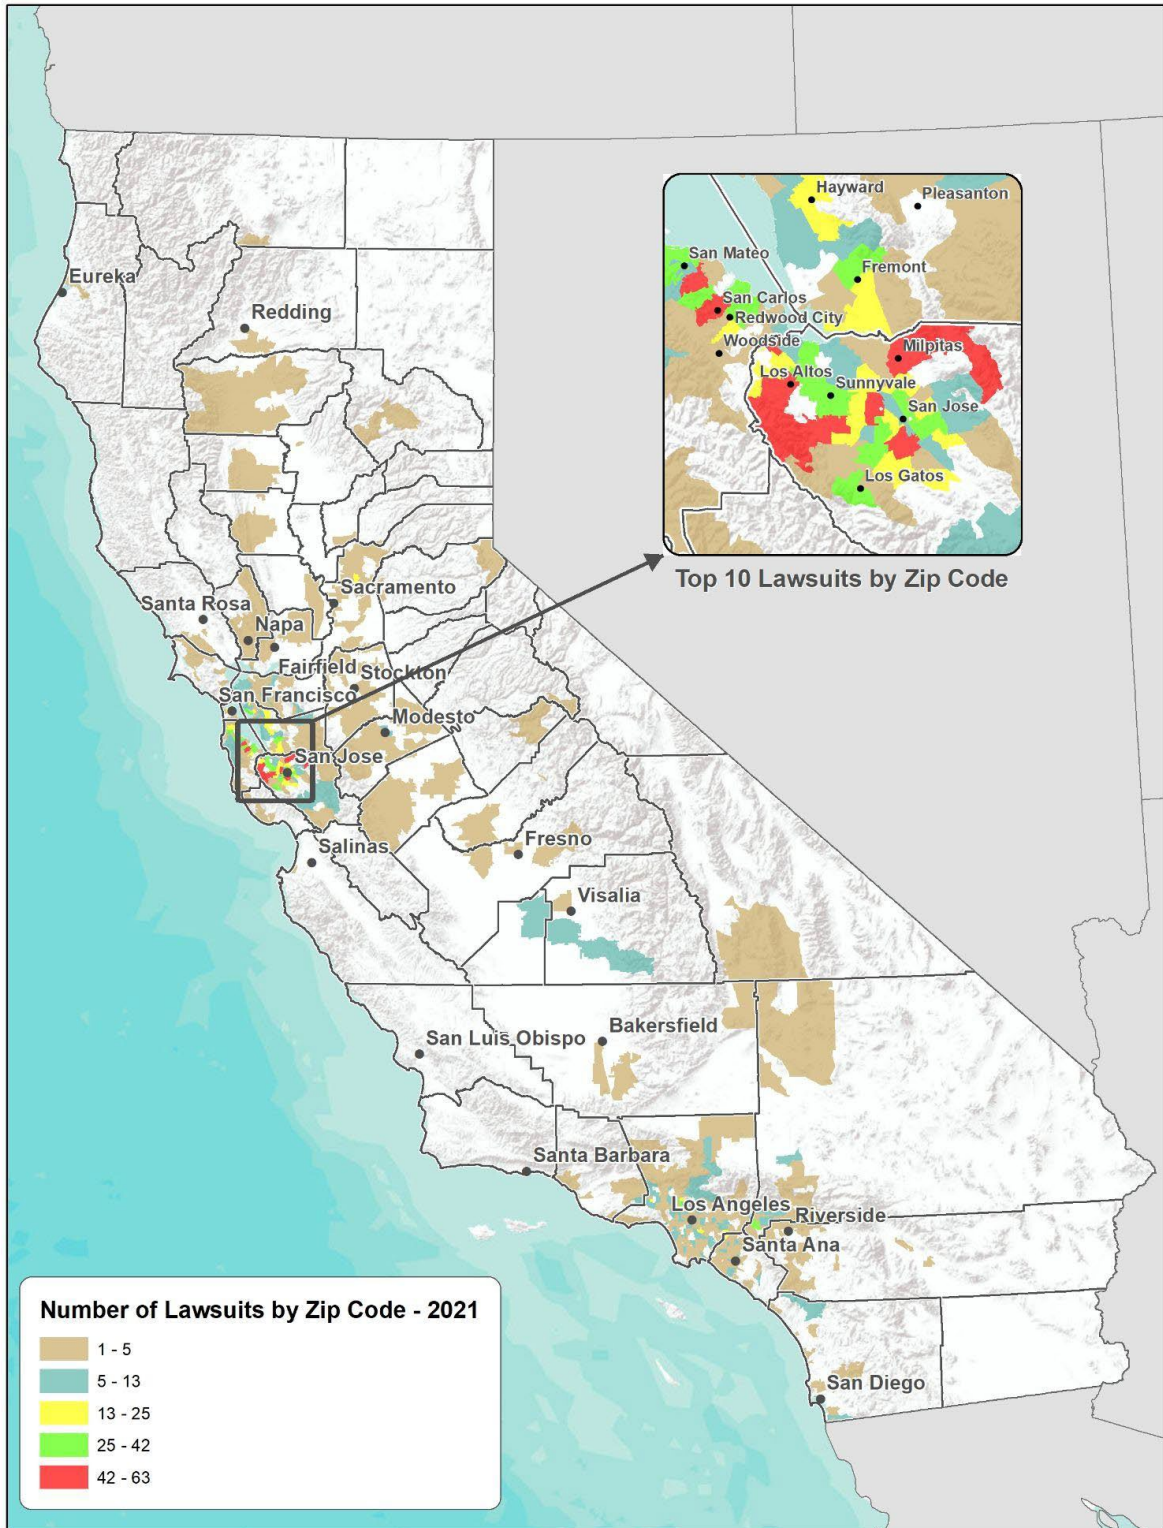 Hayward
Pleasanton
San Mateo
Fremont
San Carlos
Redwood City
Woodside
Milpitas
Los Altos
Sunnyvale
San Jose
Los Gatos
Top 10 Lawsuits by Zip Code
Eureka
Redding
Sacramento
Santa Rosa
Napa
Fairfield
Stockton
San Francisco
Modesto
San Jose
Salinas
Fresno
Visalia
Bakersfield
San Luis Obispo
Santa Barbara
Los Angeles
Riverside
Santa Ana
San Diego
Number of Lawsuits by Zip Code - 2021
1 - 5
5 - 13
13 - 25
25 - 42
42 - 63